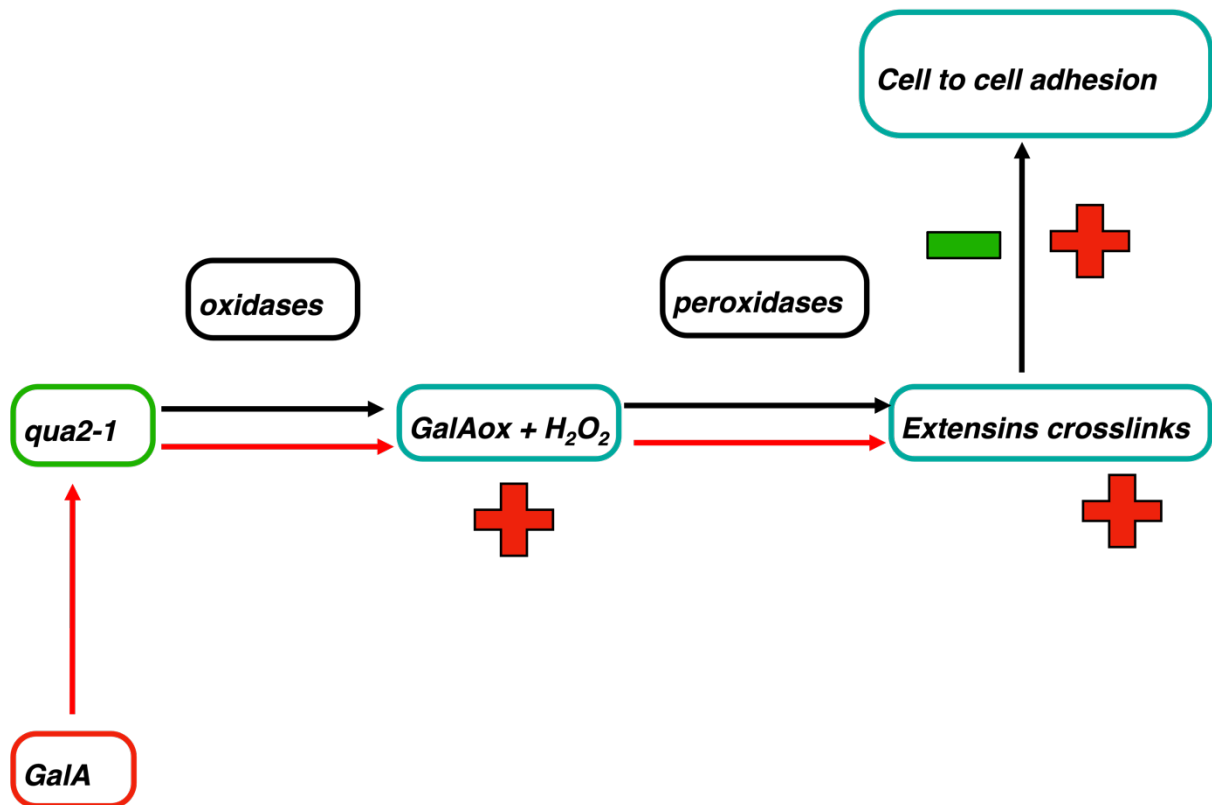 Cell to cell adhesion
oxidases
peroxidases
qua2-1
GalAox + H₂O₂
Extensins crosslinks
GalA